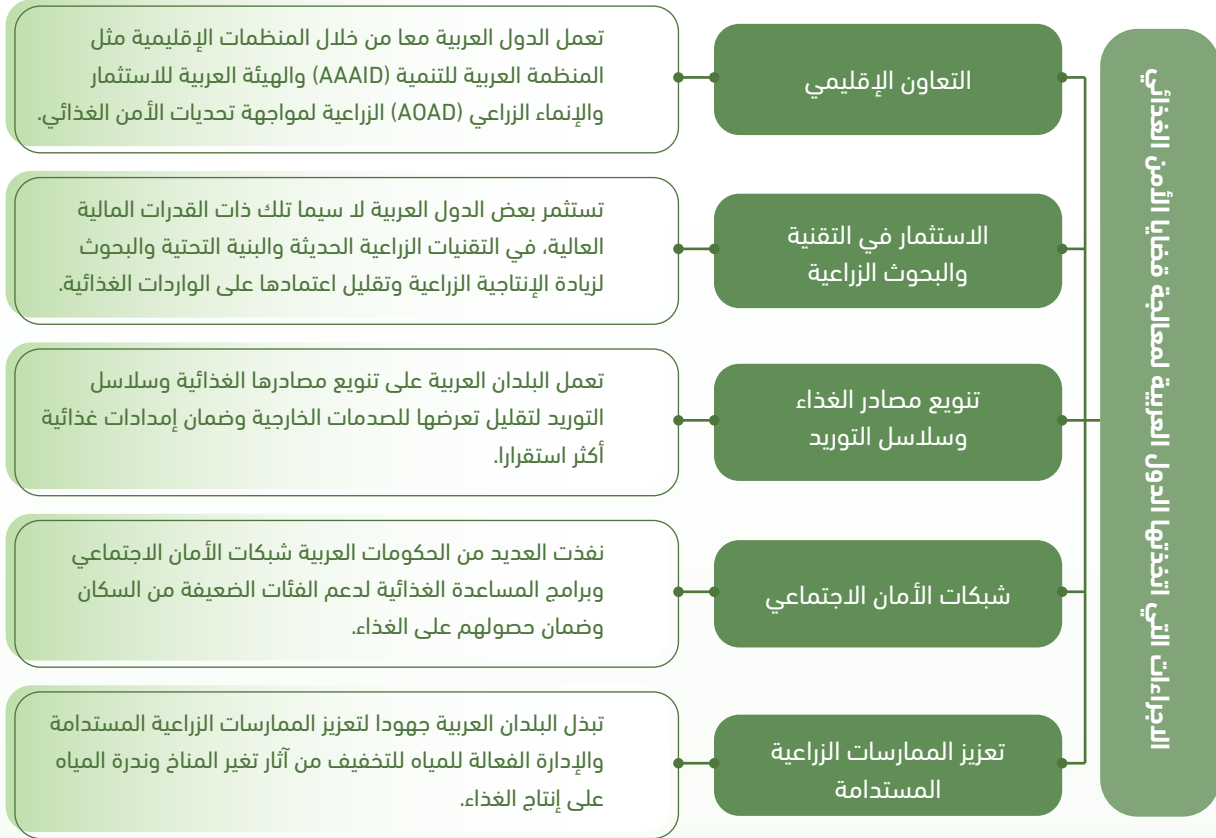 الاجراءات التي اتخذتها الدول العربية لمعالجة قضايا الأمن الغذائي
التعاون الإقليمي
تعمل الدول العربية معا من خلال المنظمات الإقليمية مثل
المنظمة العربية للتنمية (AAAID) والهيئة العربية للاستثمار
والإنماء الزراعي (AOAD) الزراعية لمواجهة تحديات الأمن الغذائي.
الاستثمار في التقنية
والبحوث الزراعية
تستثمر بعض الدول العربية لا سيما تلك ذات القدرات المالية
العالية، في التقنيات الزراعية الحديثة والبنية التحتية والبحوث
لزيادة الإنتاجية الزراعية وتقليل اعتمادها على الواردات الغذائية.
تنويع مصادر الغذاء
وسلاسل التوريد
تعمل البلدان العربية على تنويع مصادرها الغذائية وسلاسل
التوريد لتقليل تعرضها للصدمات الخارجية وضمان إمدادات غذائية
أكثر استقرارا.
شبكات الأمان الاجتماعي
نفذت العديد من الحكومات العربية شبكات الأمان الاجتماعي
وبرامج المساعدة الغذائية لدعم الفئات الضعيفة من السكان
وضمان حصولهم على الغذاء.
تعزيز الممارسات الزراعية
المستدامة
تبذل البلدان العربية جهودا لتعزيز الممارسات الزراعية المستدامة
والإدارة الفعالة للمياه للتخفيف من آثار تغير المناخ وندرة المياه
على إنتاج الغذاء.